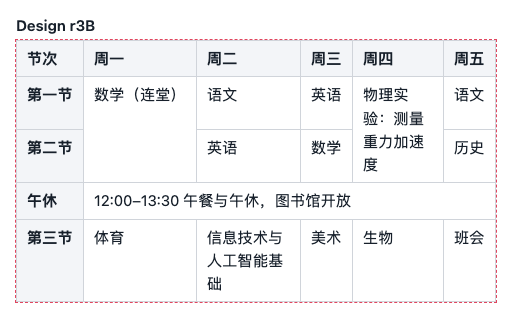 Design r3B
节次 周一 周二 周三 周四 周五
第一节 数学（连堂） 语文 英语 物理实 语文
验：测量
重力加速
度
第二节 英语 数学 历史
午休 12:00–13:30 午餐与午休，图书馆开放
第三节 体育 信息技术与 美术 生物 班会
人工智能基
础